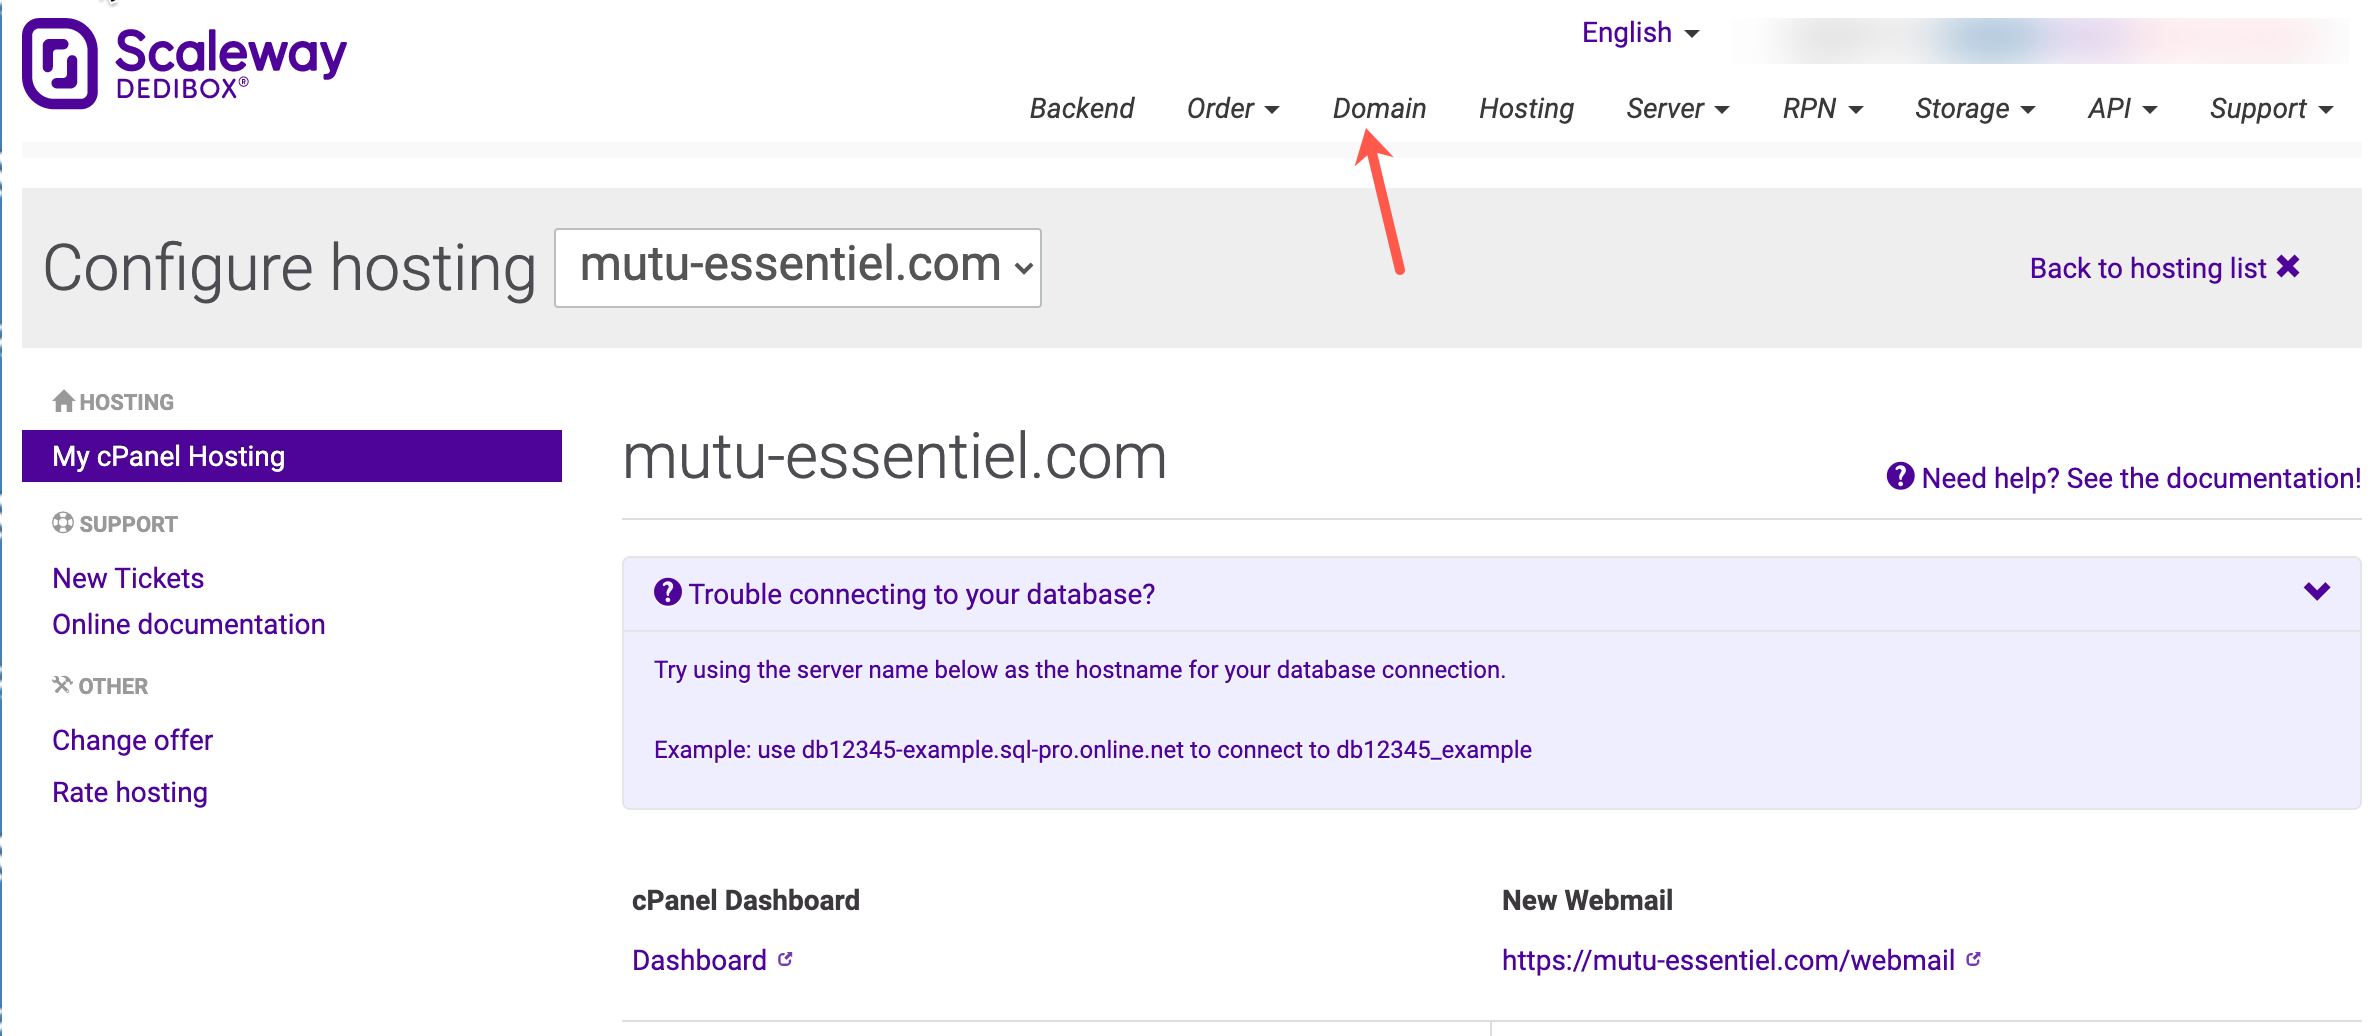 Scaleway
DEDIBOX®
English
Backend Order Domain Hosting Server RPN Storage API Support
Configure hosting mutu-essentiel.com Back to hosting list
HOSTING
My cPanel Hosting
SUPPORT
New Tickets
Online documentation
OTHER
Change offer
Rate hosting
mutu-essentiel.com
Need help? See the documentation!
Trouble connecting to your database?
Try using the server name below as the hostname for your database connection.
Example: use db12345-example.sql-pro.online.net to connect to db12345_example
cPanel Dashboard
Dashboard
New Webmail
https://mutu-essentiel.com/webmail